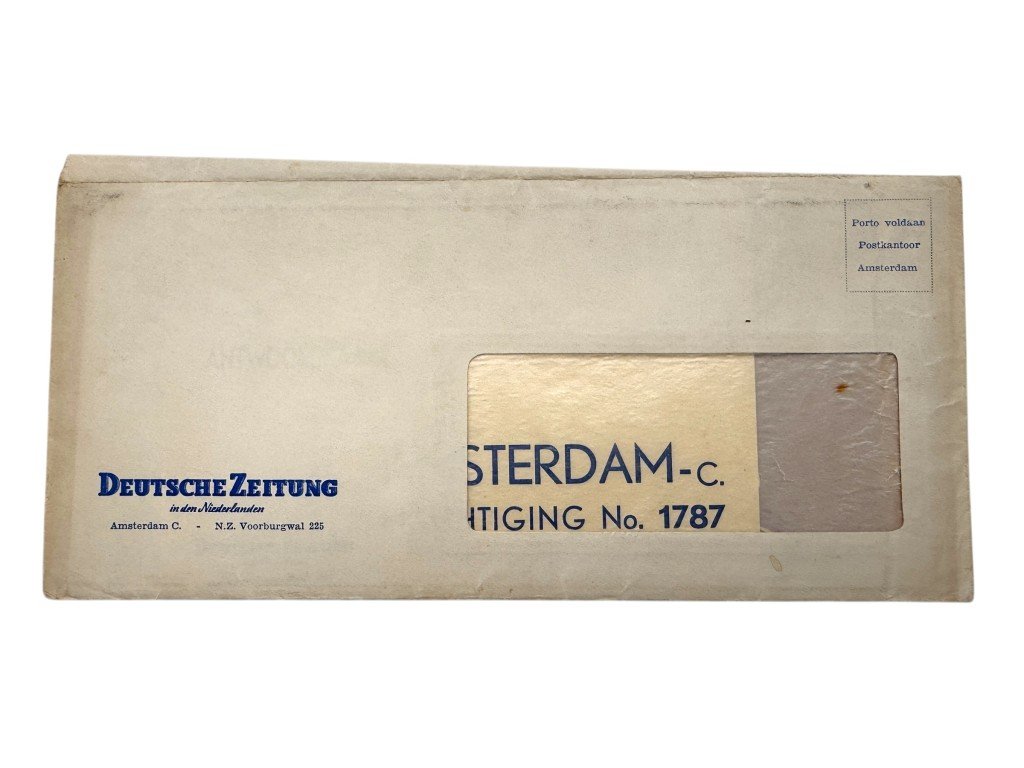 Porto voldaan
Postkantoor
Amsterdam
STERDAM-C.
HTIGING No. 1787
DEUTSCHE ZEITUNG
in den Niederlanden
Amsterdam C. - N.Z. Voorburgwal 225